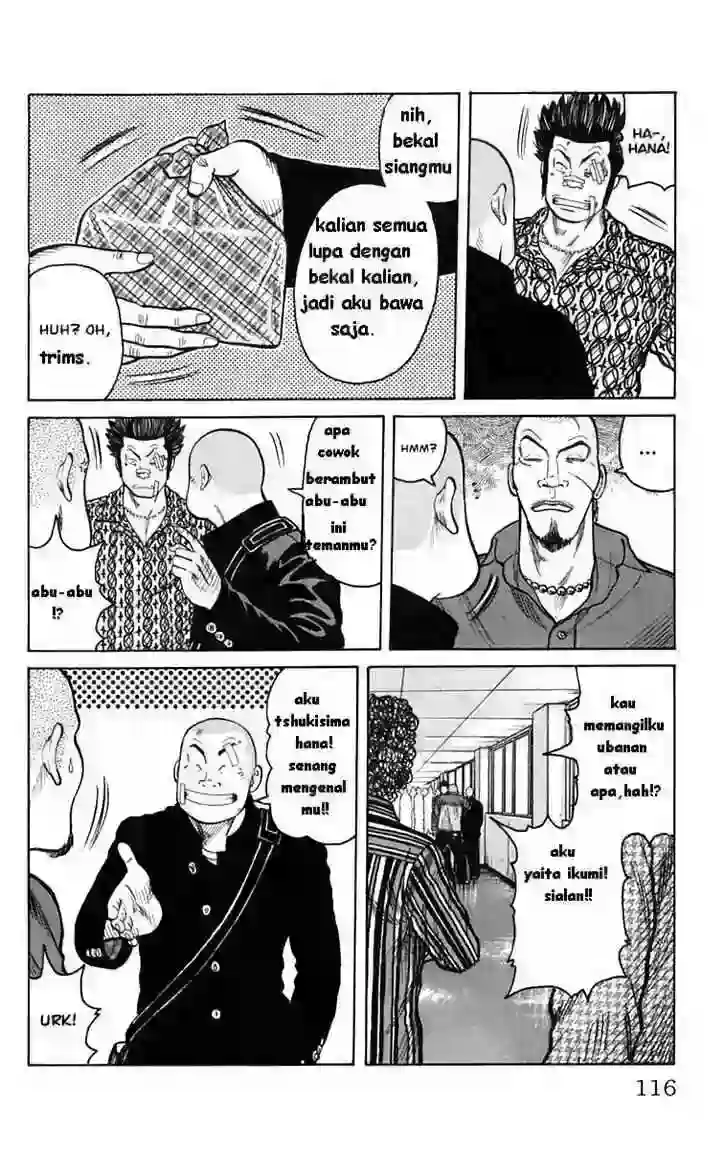 nih,
bekal
siangmu
kalian semua
lupa dengan
bekal kalian,
jadi aku bawa
saja.
HUH? OH,
trims.
HA-,
HANA!
apa
cowok
berambut
abu-abu
ini
temanmu?
abu-abu
!?
HMM?
...
aku
tshukisima
hana!
senang
mengenal
mu!!
URK!
kau
memangilku
ubanan
atau
apa,hah!?
aku
yaita ikumi!
sialan!!
116